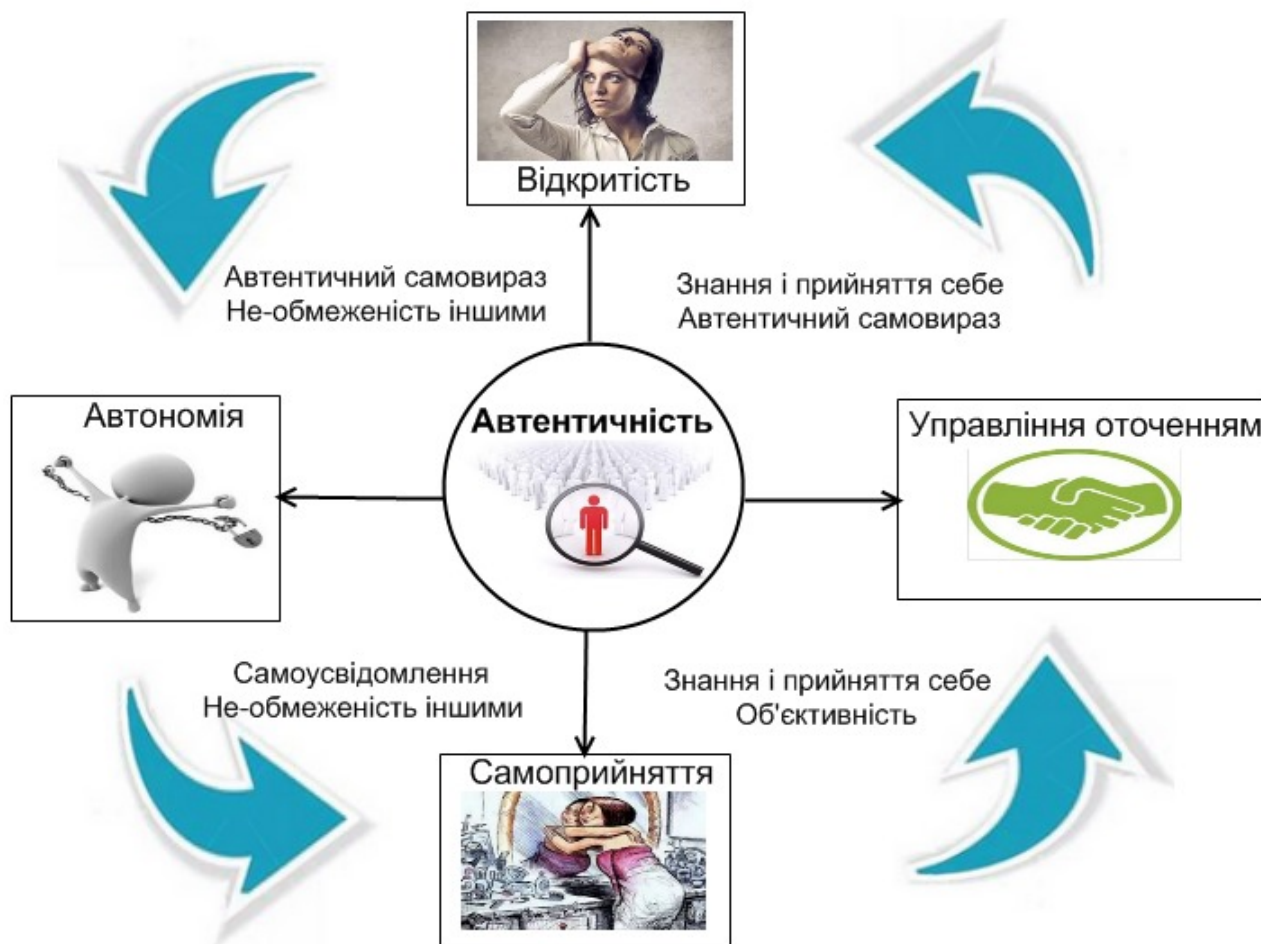 Відкритість
Автентичний самовираз
Не-обмеженість іншими
Знання і прийняття себе
Автентичний самовираз
Автономія
Автентичність
Управління оточенням
Самоусвідомлення
Не-обмеженість іншими
Знання і прийняття себе
Об'єктивність
Самоприйняття